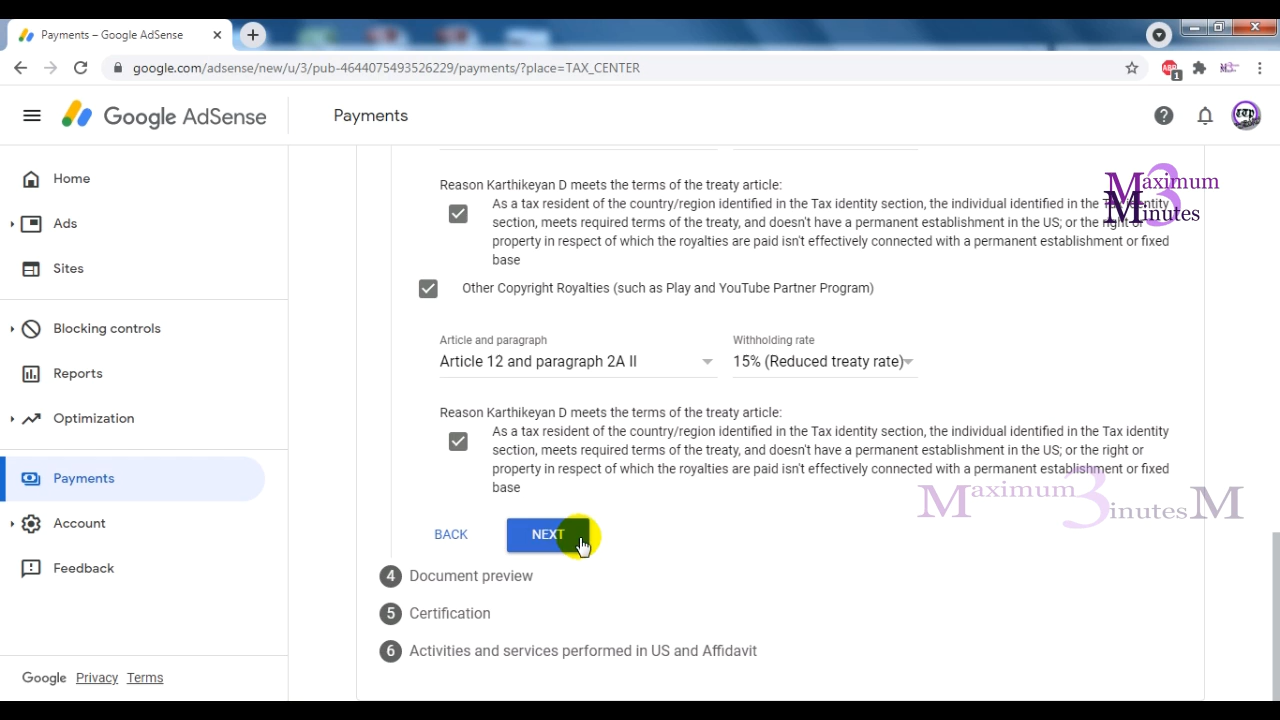 Payments – Google AdSense
google.com/adsense/new/u/3/pub-4644075493526229/payments/?place=TAX_CENTER
ABP
1
Google AdSense
Payments
Home
Ads
Sites
Blocking controls
Reports
Optimization
Payments
Account
Feedback
Google Privacy Terms
Maximum
3
Minutes
Reason Karthikeyan D meets the terms of the treaty article:
As a tax resident of the country/region identified in the Tax identity section, the individual identified in the Tax identity
section, meets required terms of the treaty, and doesn't have a permanent establishment in the US; or the right or
property in respect of which the royalties are paid isn't effectively connected with a permanent establishment or fixed
base
Other Copyright Royalties (such as Play and YouTube Partner Program)
Article and paragraph
Withholding rate
Article 12 and paragraph 2A II
15% (Reduced treaty rate)
Reason Karthikeyan D meets the terms of the treaty article:
As a tax resident of the country/region identified in the Tax identity section, the individual identified in the Tax identity
section, meets required terms of the treaty, and doesn't have a permanent establishment in the US; or the right or
property in respect of which the royalties are paid isn't effectively connected with a permanent establishment or fixed
base
Maximum 3 Minutes M
BACK
NEXT
4 Document preview
5 Certification
6 Activities and services performed in US and Affidavit